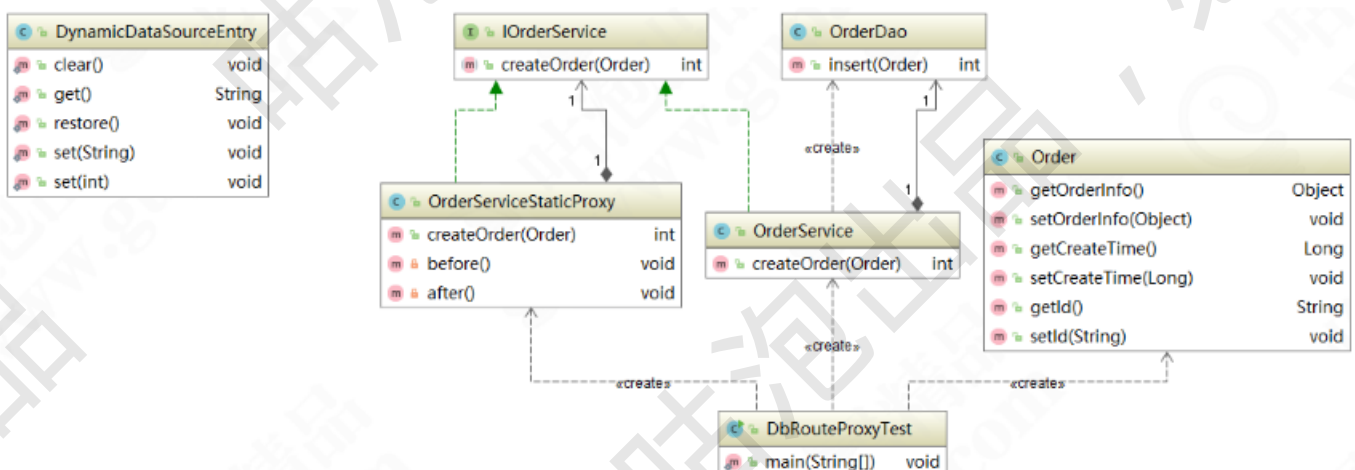 DynamicDataSourceEntry
clear() void
get() String
restore() void
set(String) void
set(int) void
IOrderService
createOrder(Order) int
OrderDao
insert(Order) int
1
1
1
1
«create»
Order
getOrderInfo() Object
setOrderInfo(Object) void
getCreateTime() Long
setCreateTime(Long) void
getId() String
setId(String) void
OrderServiceStaticProxy
createOrder(Order) int
before() void
after() void
OrderService
createOrder(Order) int
«create»
«create»
«create»
DbRouteProxyTest
main(String[]) void
泡出品